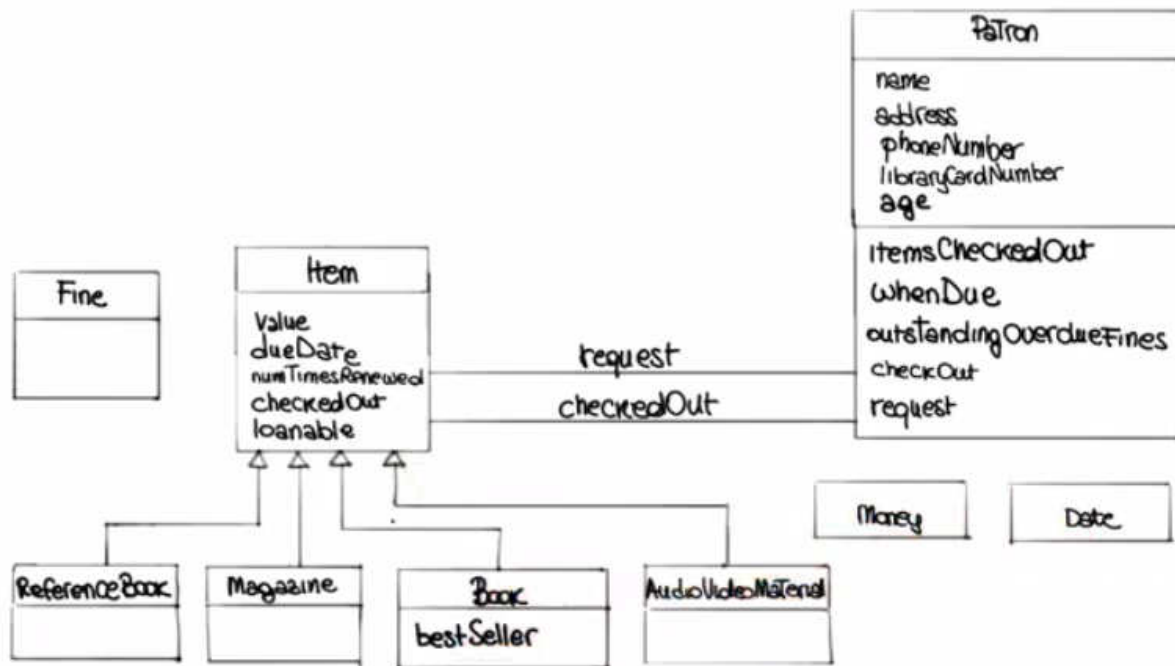 Patron
name
address
phoneNumber
libraryCardNumber
age
itemsCheckedOut
whenDue
outstandingOverdueFines
checkOut
request
Fine
Item
Value
dueDate
numTimesRenewed
checkedOut
loanable
request
checkedOut
Money
Date
ReferenceBook
Magazine
Book
bestSeller
AudioVideoMaterial